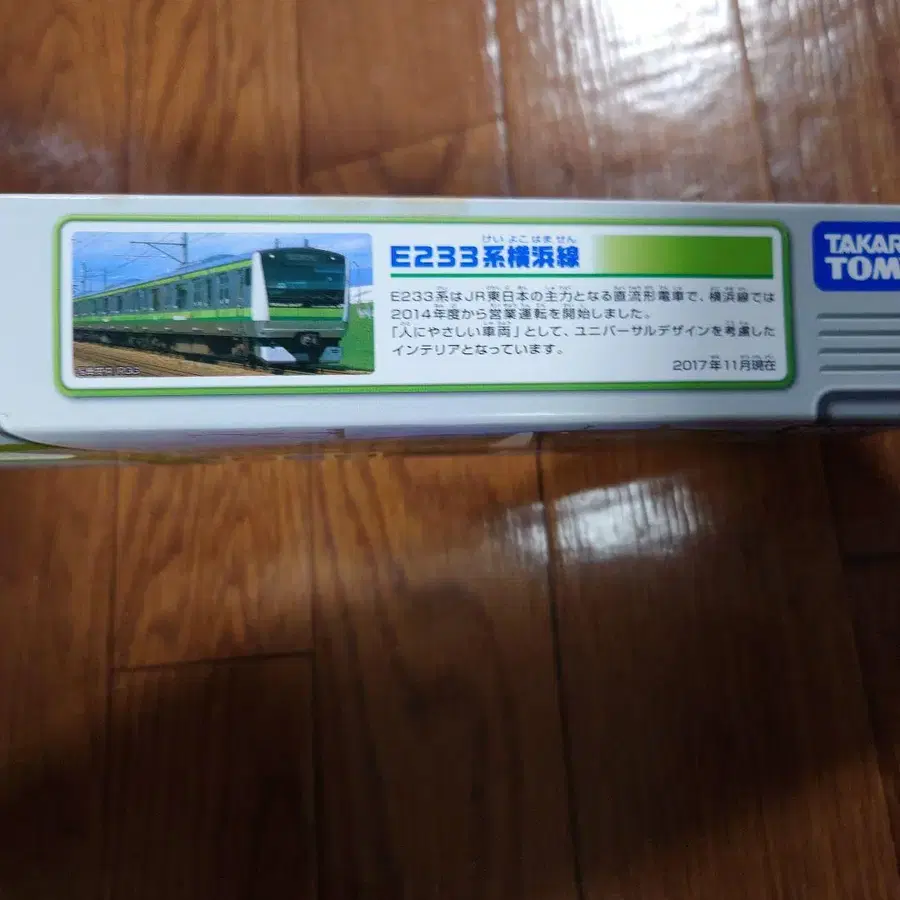 E233系横浜線
E233系はJR東日本の主力となる直流形電車で、横浜線では
2014年度から営業運転を開始しました。
「人にやさしい車両」として、ユニバーサルデザインを考慮した
インテリアとなっています。
2017年11月現在
TAKAR
TOM